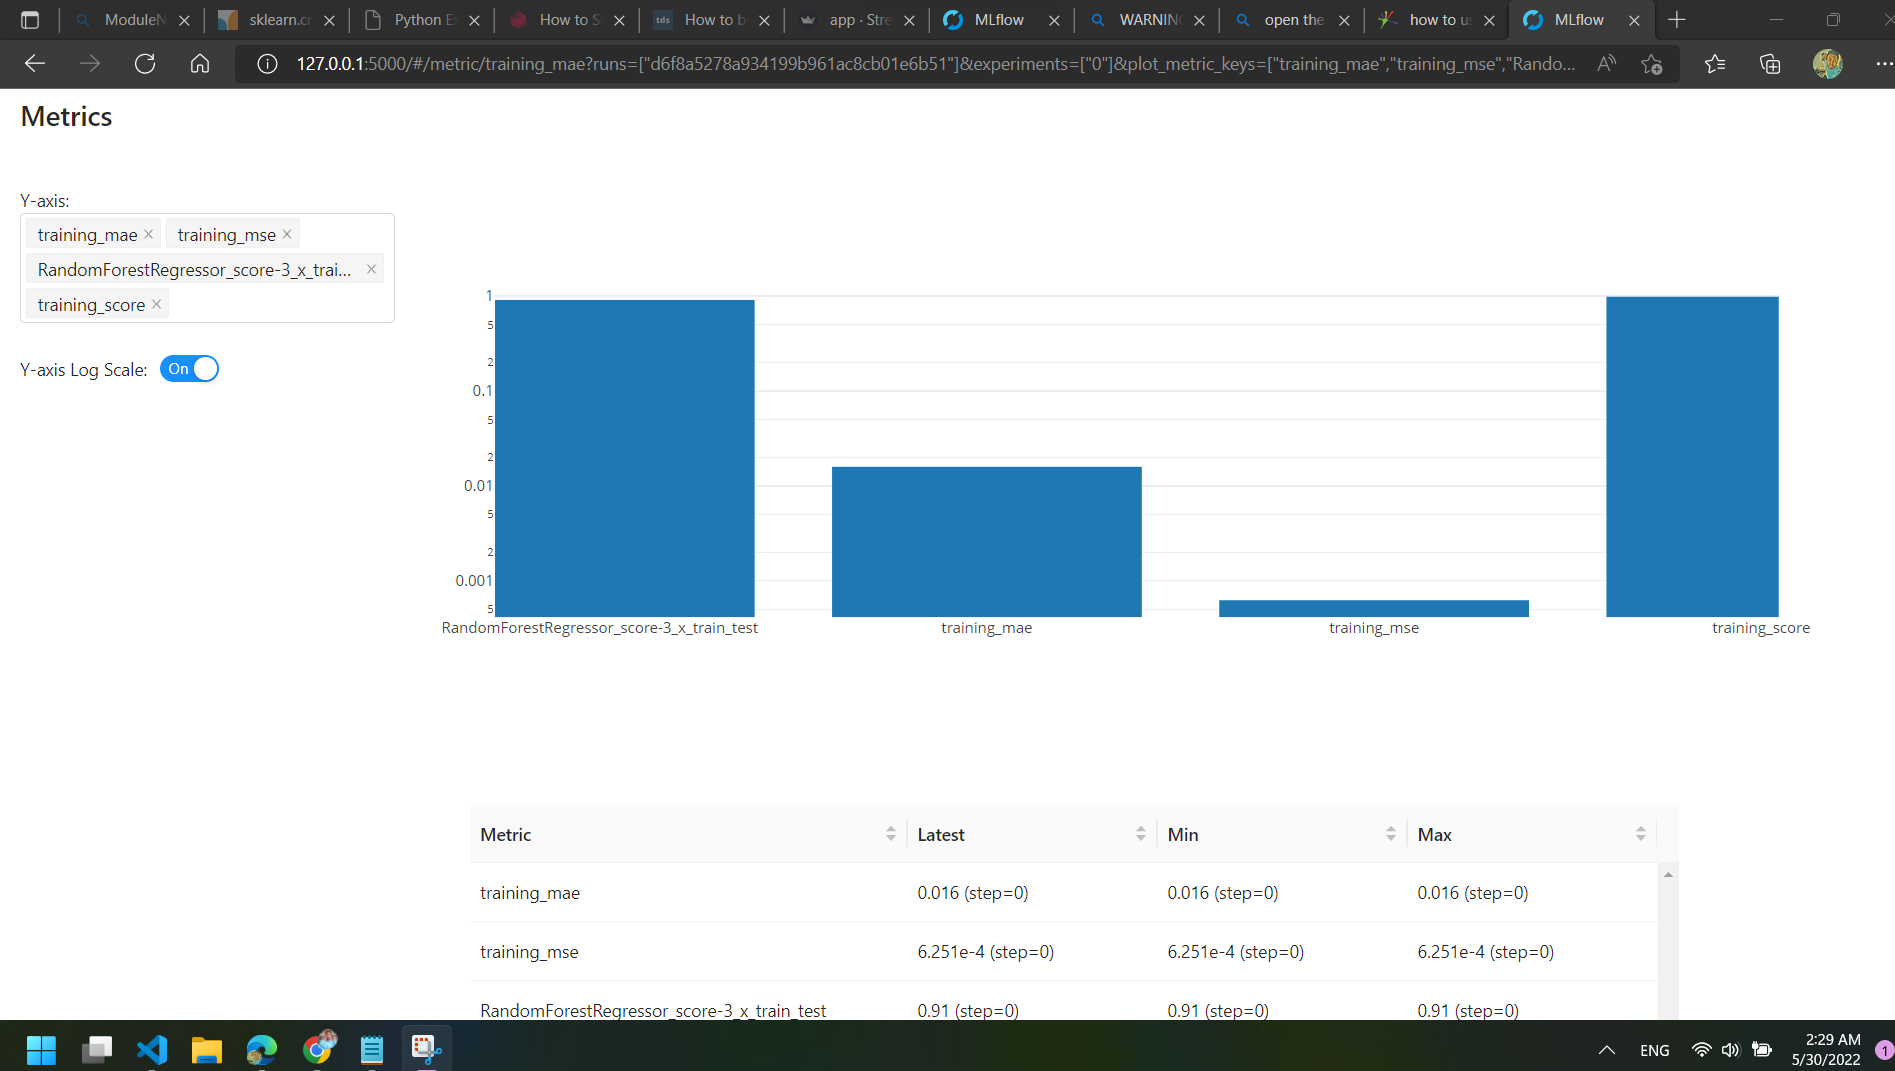 ModuleN
sklearn.cr
Python Ex
How to S
tds
How to b
app · Stre
MLflow
WARNING
open the
how to us
MLflow
127.0.0.1:5000/#/metric/training_mae?runs=["d6f8a5278a934199b961ac8cb01e6b51"]&experiments=["0"]&plot_metric_keys=["training_mae","training_mse","Rando...
Metrics
Y-axis:
training_mae
training_mse
RandomForestRegressor_score-3_x_trai...
training_score
Y-axis Log Scale:
On
1
5
2
0.1
5
2
0.01
5
2
0.001
5
RandomForestRegressor_score-3_x_train_test
training_mae
training_mse
training_score
Metric Latest Min Max
training_mae 0.016 (step=0) 0.016 (step=0) 0.016 (step=0)
training_mse 6.251e-4 (step=0) 6.251e-4 (step=0) 6.251e-4 (step=0)
RandomForestRegressor_score-3_x_train_test 0.91 (step=0) 0.91 (step=0) 0.91 (step=0)
ENG
2:29 AM
5/30/2022
1